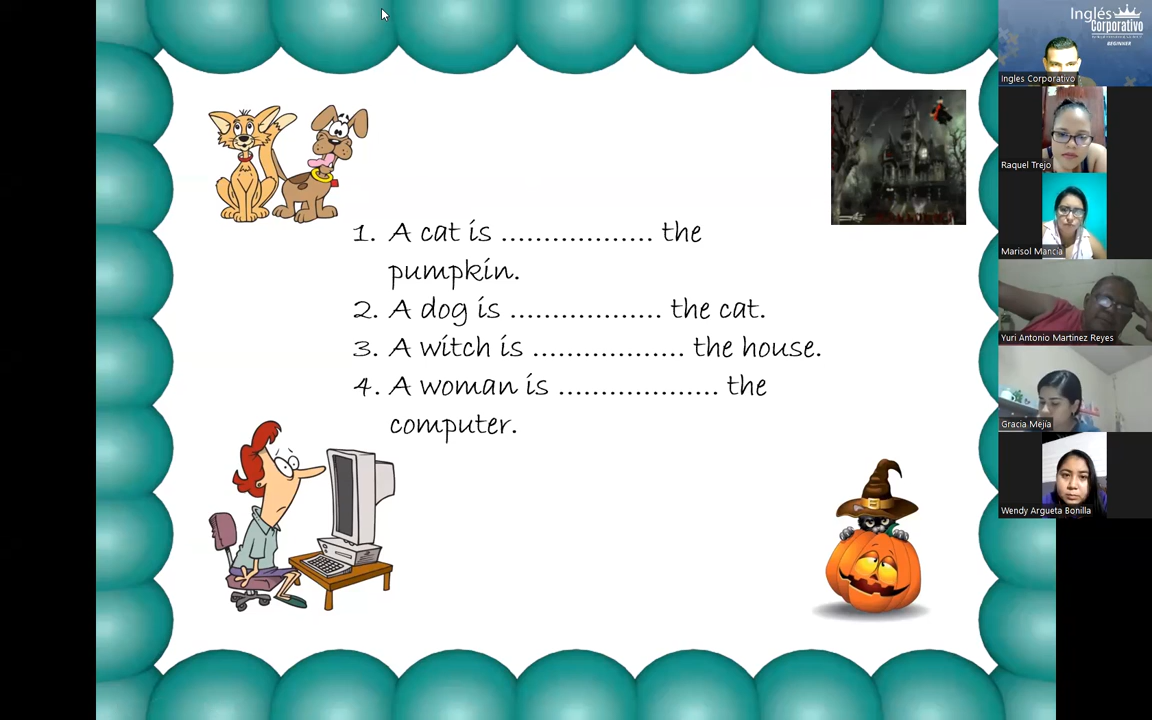 1. A cat is .................. the
pumpkin.
2. A dog is .................. the cat.
3. A witch is .................. the house.
4. A woman is ................... the
computer.
Inglés
Corporativo
BEGINNER
Ingles Corporativo
Raquel Trejo
Marisol Mancia
Yuri Antonio Martinez Reyes
Gracia Mejía
Wendy Argueta Bonilla